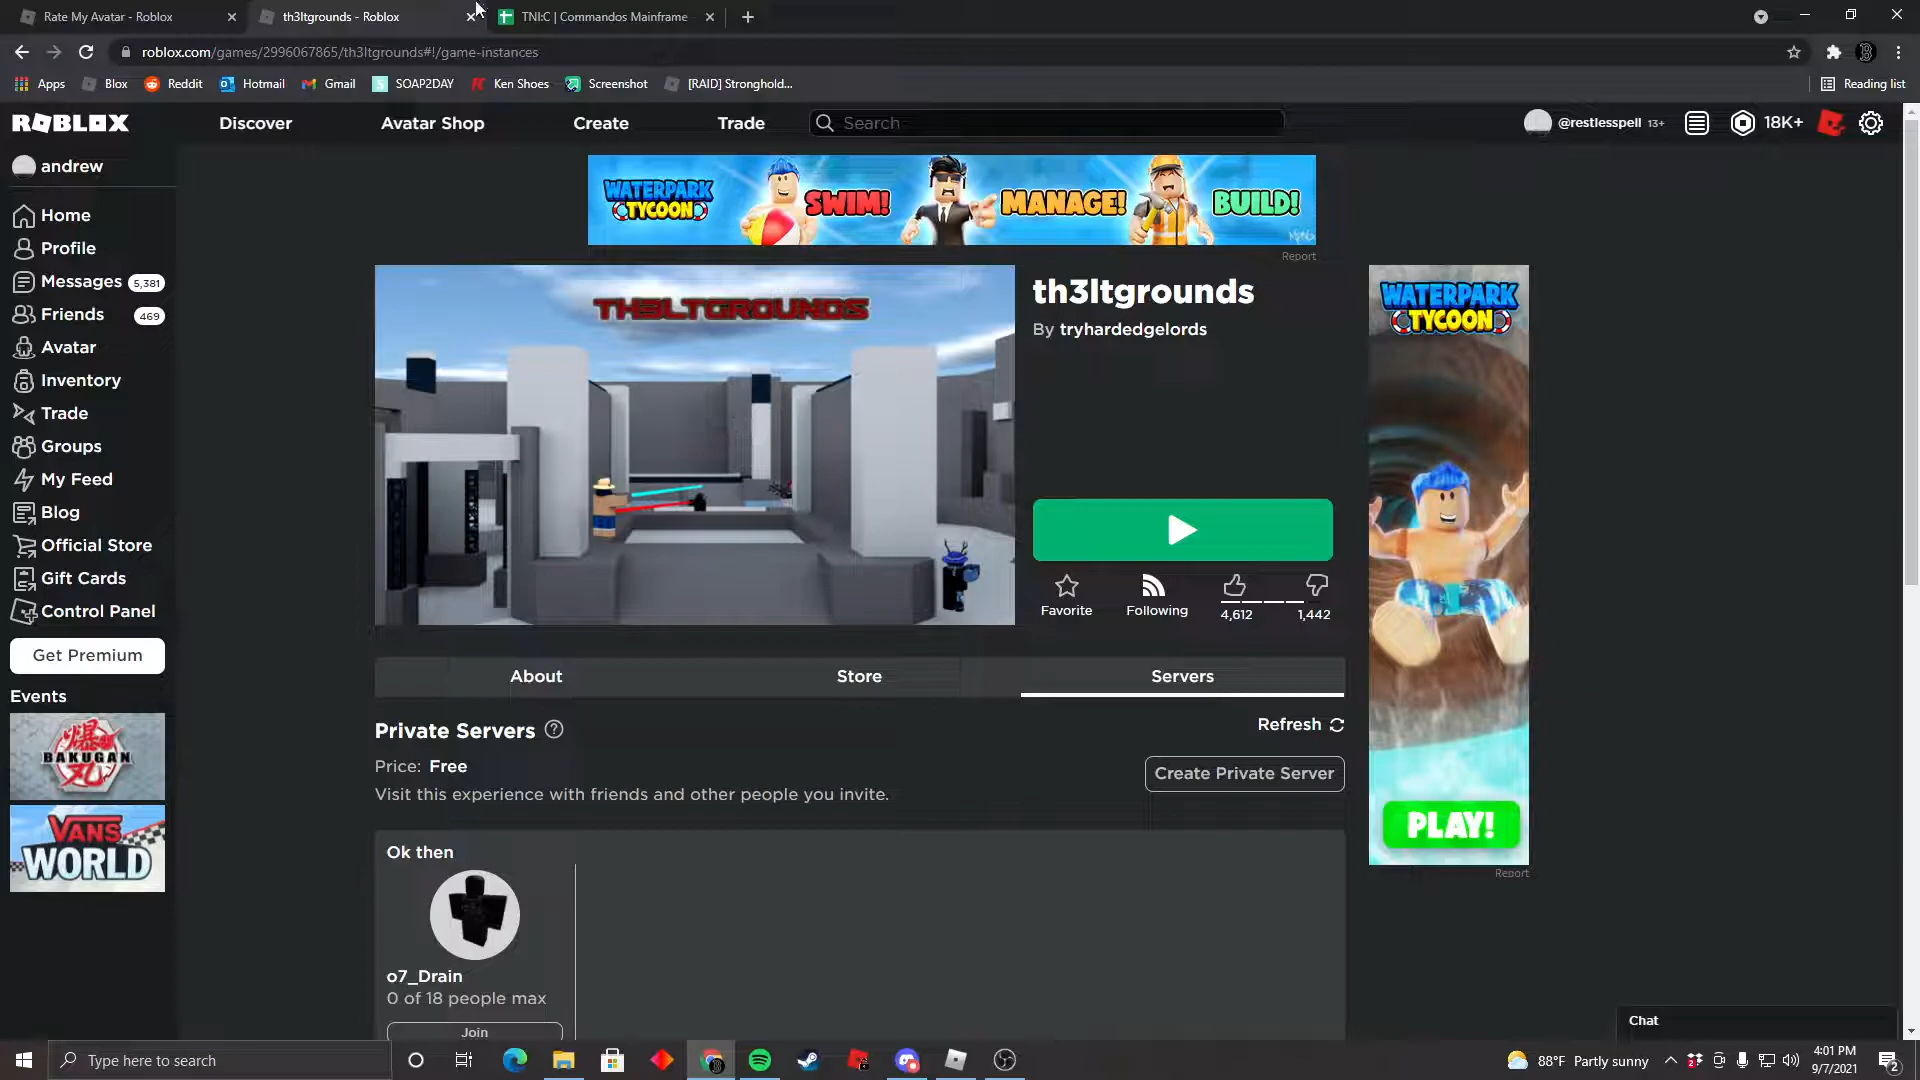 Rate My Avatar - Roblox
th3ltgrounds - Roblox
TNI:C | Commandos Mainframe
roblox.com/games/2996067865/th3ltgrounds#!/game-instances
Apps
Blox
Reddit
Hotmail
Gmail
SOAP2DAY
Ken Shoes
Screenshot
[RAID] Stronghold...
Reading list
ROBLOX
Discover
Avatar Shop
Create
Trade
Search
@restlesspell 13+
18K+
andrew
Home
Profile
Messages 5,381
Friends 469
Avatar
Inventory
Trade
Groups
My Feed
Blog
Official Store
Gift Cards
Control Panel
Get Premium
Events
BAKUGAN
VANS
WORLD
WATERPARK
TYCOON
SWIM!
MANAGE!
BUILD!
Report
TH3LTGROUNDS
th3ltgrounds
By tryhardedgelords
Favorite
Following
4,612
1,442
About
Store
Servers
Private Servers
Refresh
Price: Free
Create Private Server
Visit this experience with friends and other people you invite.
Ok then
o7_Drain
0 of 18 people max
Join
WATERPARK
TYCOON
PLAY!
Report
Chat
Type here to search
88°F Partly sunny
4:01 PM
9/7/2021
2